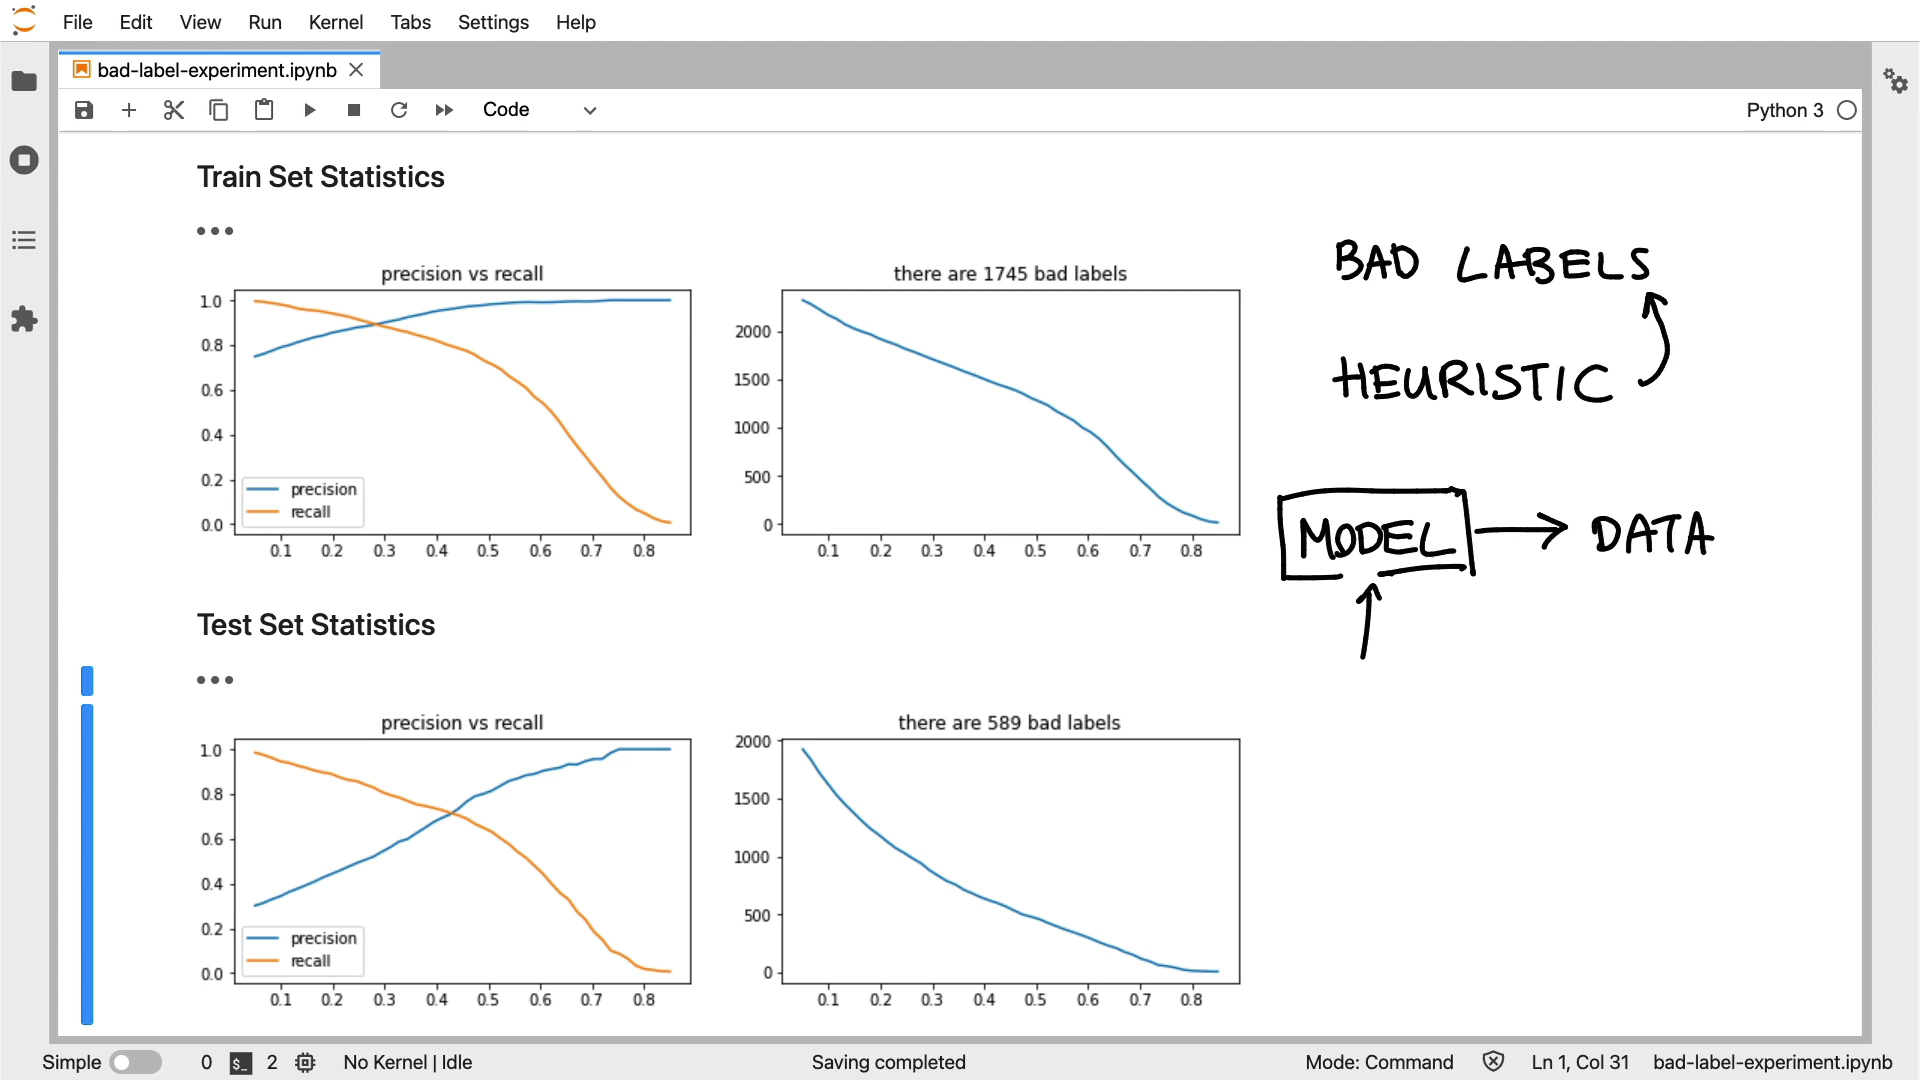 File Edit View Run Kernel Tabs Settings Help
bad-label-experiment.ipynb
Code
Python 3
Train Set Statistics
precision vs recall
1.0
0.8
0.6
0.4
0.2
0.0
precision
recall
0.1 0.2 0.3 0.4 0.5 0.6 0.7 0.8
there are 1745 bad labels
2000
1500
1000
500
0
0.1 0.2 0.3 0.4 0.5 0.6 0.7 0.8
BAD LABELS
HEURISTIC
MODEL → DATA
Test Set Statistics
precision vs recall
1.0
0.8
0.6
0.4
0.2
0.0
precision
recall
0.1 0.2 0.3 0.4 0.5 0.6 0.7 0.8
there are 589 bad labels
2000
1500
1000
500
0
0.1 0.2 0.3 0.4 0.5 0.6 0.7 0.8
Simple 0 $_ 2 No Kernel | Idle Saving completed Mode: Command Ln 1, Col 31 bad-label-experiment.ipynb